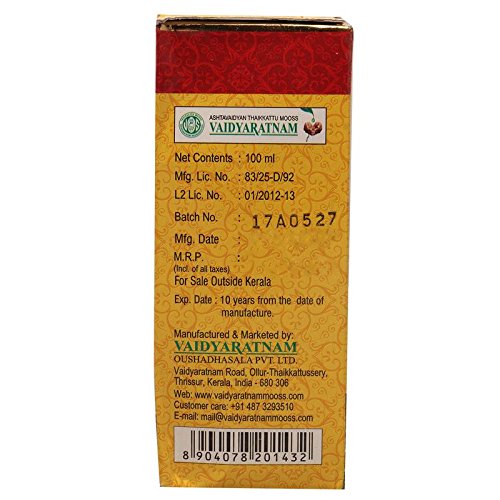 ASHTAVAIDYAN THAIKKATTU MOOSS
VAIDYARATNAM
Net Contents : 100 ml
Mfg. Lic. No. : 83/25-D/92
L2 Lic. No. : 01/2012-13
Batch No. : 17A0527
Mfg. Date :
M.R.P. :
(Incl. of all taxes)
For Sale Outside Kerala
Exp. Date : 10 years from the date of
manufacture.
Manufactured & Marketed by:
VAIDYARATNAM
OUSHADHASALA PVT. LTD.
Vaidyaratnam Road, Ollur-Thaikkattussery,
Thrissur, Kerala, India - 680 306
Web: www.vaidyaratnammooss.com
Customer care: +91 487 3293510
E-mail: mail@vaidyaratnammooss.com
8 904078 201432